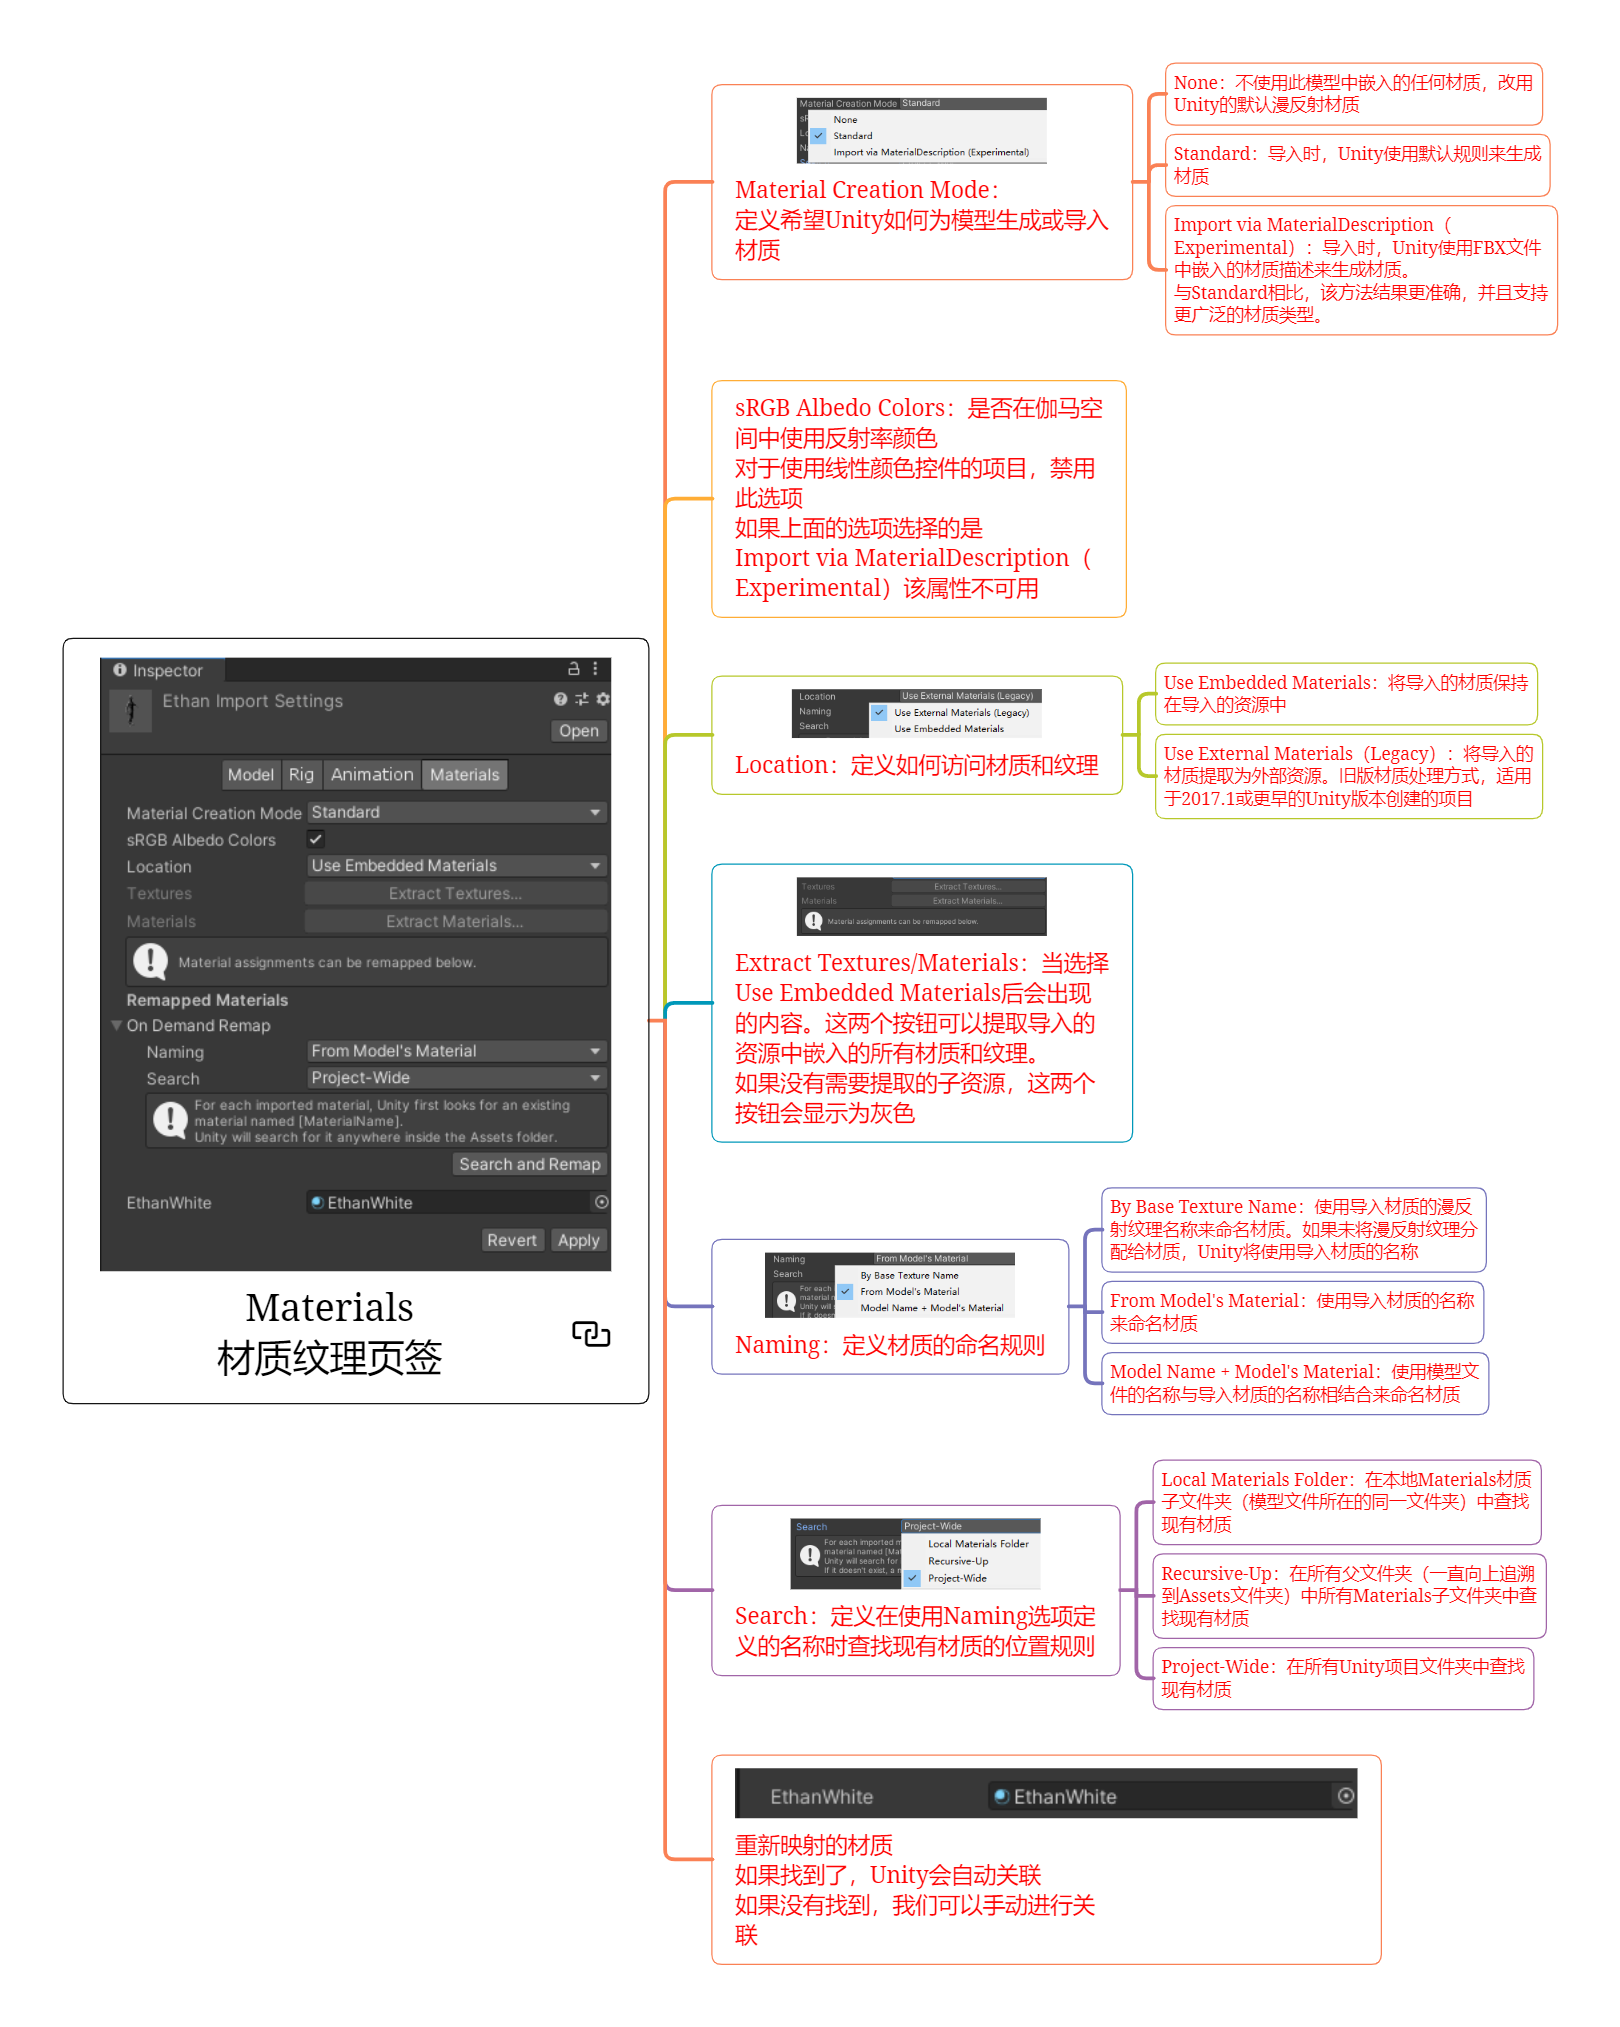 Inspector
Ethan Import Settings
Open
Model Rig Animation Materials
Material Creation Mode Standard
sRGB Albedo Colors
Location Use Embedded Materials
Textures Extract Textures...
Materials Extract Materials...
Material assignments can be remapped below.
Remapped Materials
On Demand Remap
Naming From Model's Material
Search Project-Wide
For each imported material, Unity first looks for an existing
material named [MaterialName].
Unity will search for it anywhere inside the Assets folder.
Search and Remap
EthanWhite EthanWhite
Revert Apply
Materials
材质纹理页签
Material Creation Mode Standard
None
Standard
Import via MaterialDescription (Experimental)
Material Creation Mode：
定义希望Unity如何为模型生成或导入
材质
None：不使用此模型中嵌入的任何材质，改用
Unity的默认漫反射材质
Standard：导入时，Unity使用默认规则来生成
材质
Import via MaterialDescription（
Experimental）：导入时，Unity使用FBX文件
中嵌入的材质描述来生成材质。
与Standard相比，该方法结果更准确，并且支持
更广泛的材质类型。
sRGB Albedo Colors：是否在伽马空
间中使用反射率颜色
对于使用线性颜色控件的项目，禁用
此选项
如果上面的选项选择的是
Import via MaterialDescription（
Experimental）该属性不可用
Location Use External Materials (Legacy)
Naming Use External Materials (Legacy)
Search Use Embedded Materials
Location：定义如何访问材质和纹理
Use Embedded Materials：将导入的材质保持
在导入的资源中
Use External Materials（Legacy）：将导入的
材质提取为外部资源。旧版材质处理方式，适用
于2017.1或更早的Unity版本创建的项目
Textures Extract Textures...
Materials Extract Materials...
Material assignments can be remapped below.
Extract Textures/Materials：当选择
Use Embedded Materials后会出现
的内容。这两个按钮可以提取导入的
资源中嵌入的所有材质和纹理。
如果没有需要提取的子资源，这两个
按钮会显示为灰色
Naming From Model's Material
Search By Base Texture Name
For each From Model's Material
material
Unity will Model Name + Model's Material
If it doesn
Naming：定义材质的命名规则
By Base Texture Name：使用导入材质的漫反
射纹理名称来命名材质。如果未将漫反射纹理分
配给材质，Unity将使用导入材质的名称
From Model's Material：使用导入材质的名称
来命名材质
Model Name + Model's Material：使用模型文
件的名称与导入材质的名称相结合来命名材质
Search Project-Wide
For each imported m Local Materials Folder
material named [Mat
Unity will search for Recursive-Up
If it doesn't exist, a n Project-Wide
Search：定义在使用Naming选项定
义的名称时查找现有材质的位置规则
Local Materials Folder：在本地Materials材质
子文件夹（模型文件所在的同一文件夹）中查找
现有材质
Recursive-Up：在所有父文件夹（一直向上追溯
到Assets文件夹）中所有Materials子文件夹中查
找现有材质
Project-Wide：在所有Unity项目文件夹中查找
现有材质
EthanWhite EthanWhite
重新映射的材质
如果找到了，Unity会自动关联
如果没有找到，我们可以手动进行关
联